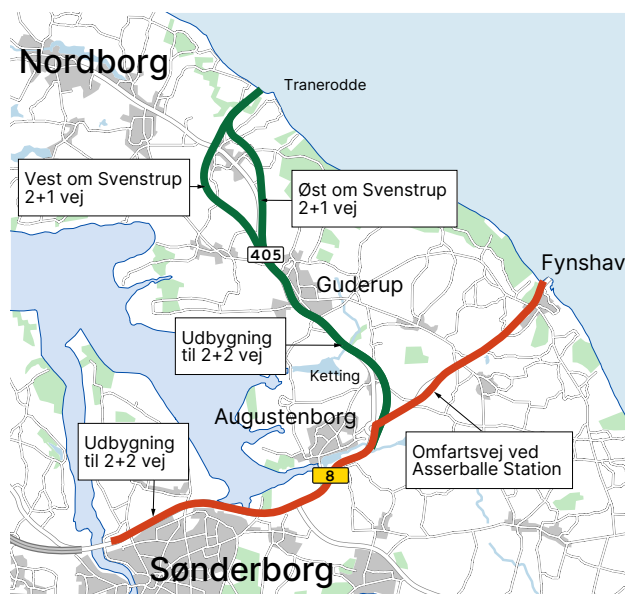 Nordborg
Tranerodde
Vest om Svenstrup
2+1 vej
Øst om Svenstrup
2+1 vej
405
Fynshav
Guderup
Udbygning
til 2+2 vej
Ketting
Augustenborg
Udbygning
til 2+2 vej
Omfartsvej ved
Asserballe Station
8
Sønderborg